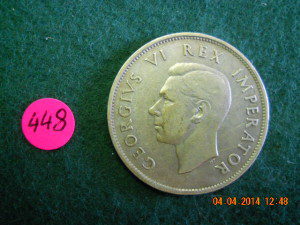 448
GEORGIVS VI REX IMPERATOR
04 04 2014 12:48